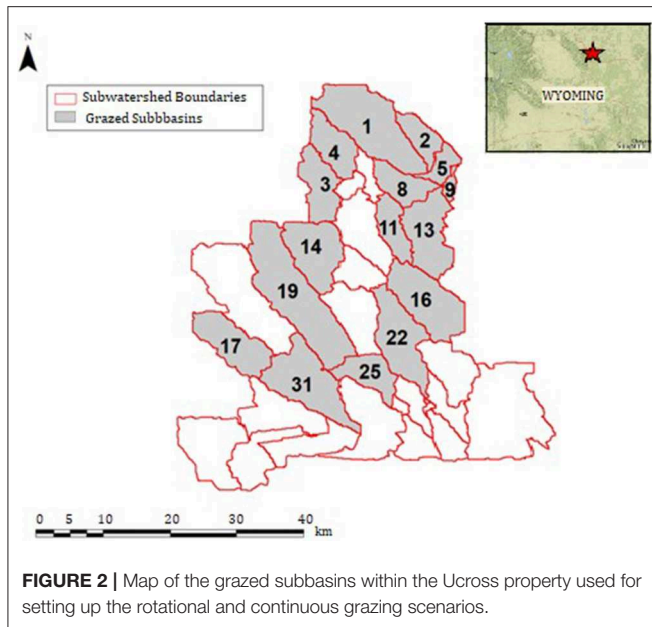 N
Subwatershed Boundaries
Grazed Subbbasins
WYOMING
1
2
4
5
3
8
9
11
13
14
19
16
17
22
25
31
0 5 10 20 30 40
km
FIGURE 2 | Map of the grazed subbasins within the Ucross property used for
setting up the rotational and continuous grazing scenarios.